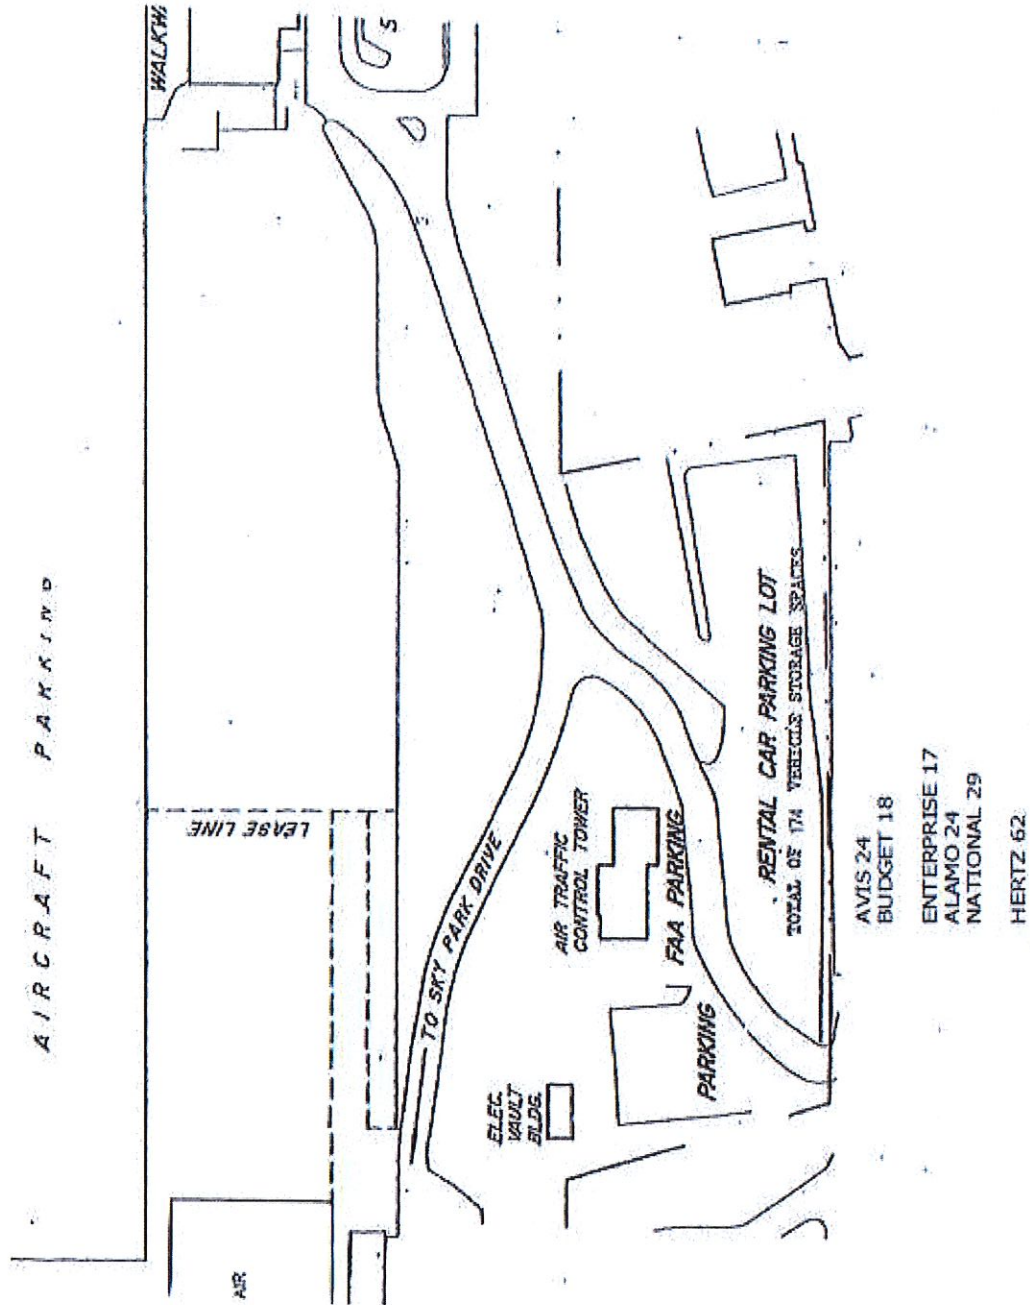 AIRCRAFT PARKING
WALKWA
S
LEASE LINE
TO SKY PARK DRIVE
AIR TRAFFIC
CONTROL TOWER
FAA PARKING
PARKING
ELEC.
VAULT
BLDG.
AIR
RENTAL CAR PARKING LOT
TOTAL OF 174 VEHICLE STORAGE SPACES
AVIS 24
BUDGET 18
ENTERPRISE 17
ALAMO 24
NATIONAL 29
HERTZ 62